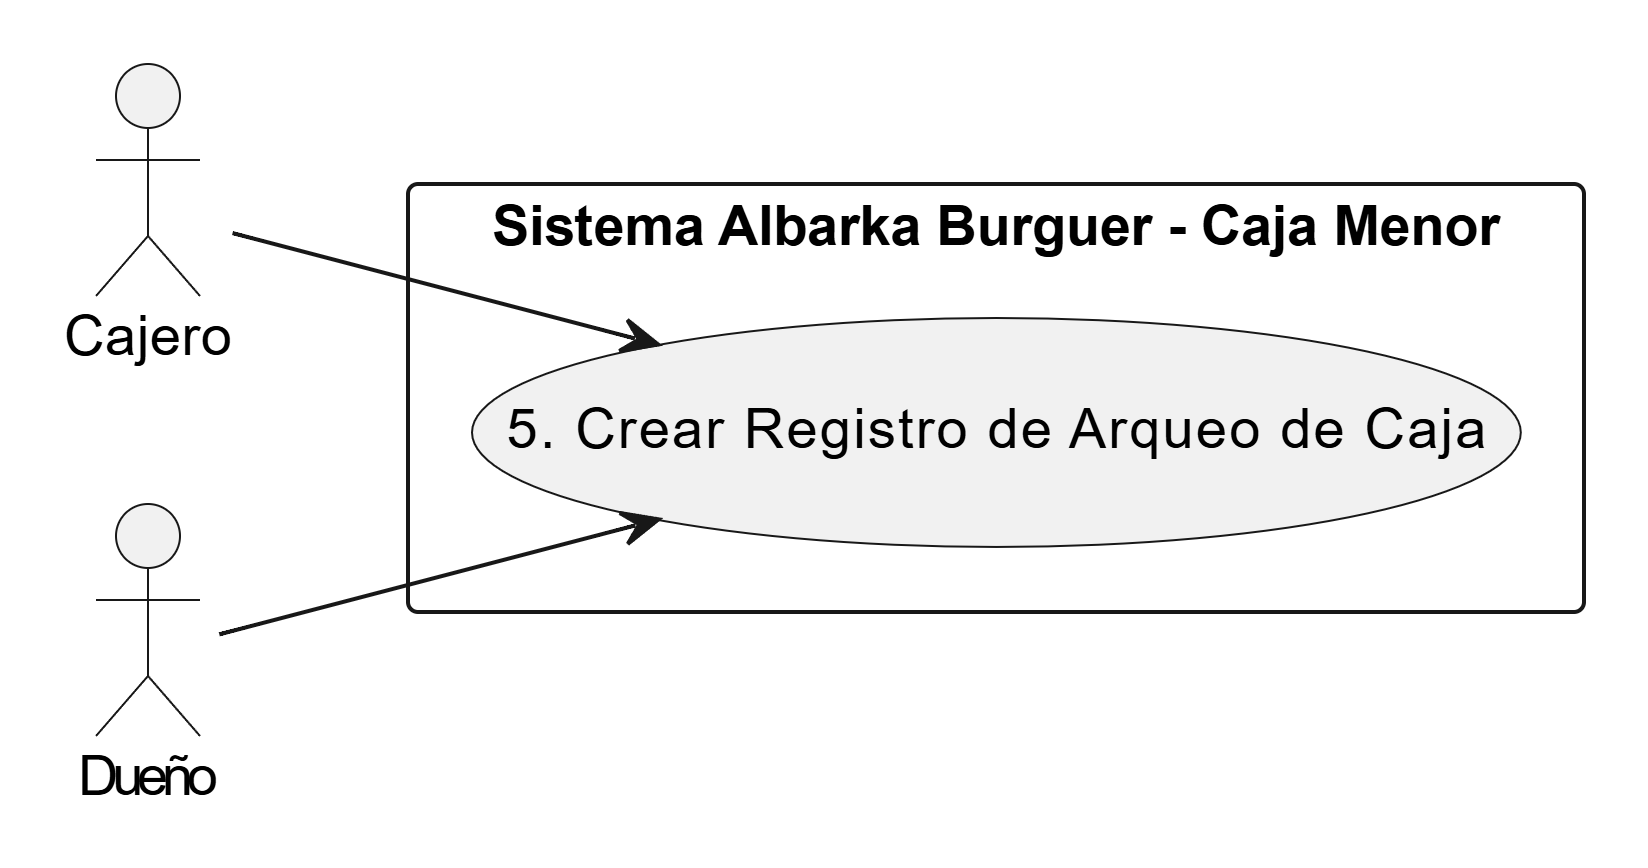 Sistema Albarka Burguer - Caja Menor
Cajero
5. Crear Registro de Arqueo de Caja
Dueño